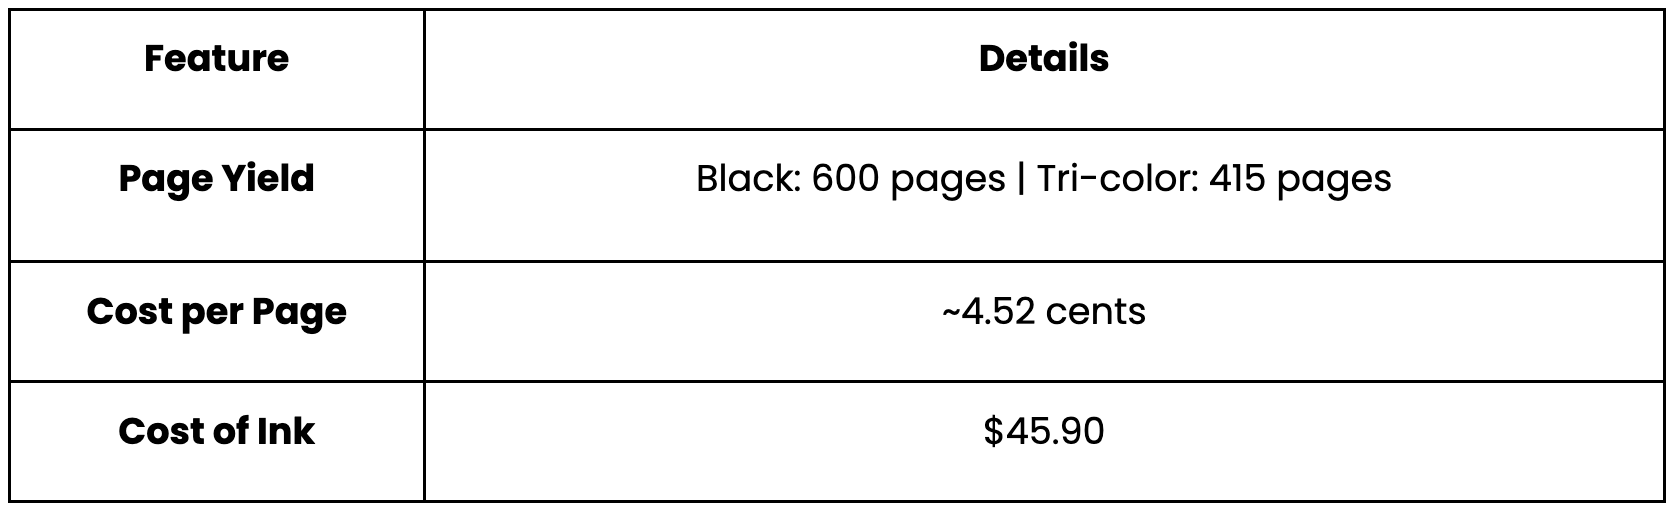 Feature Details
Page Yield Black: 600 pages | Tri-color: 415 pages
Cost per Page ~4.52 cents
Cost of Ink $45.90